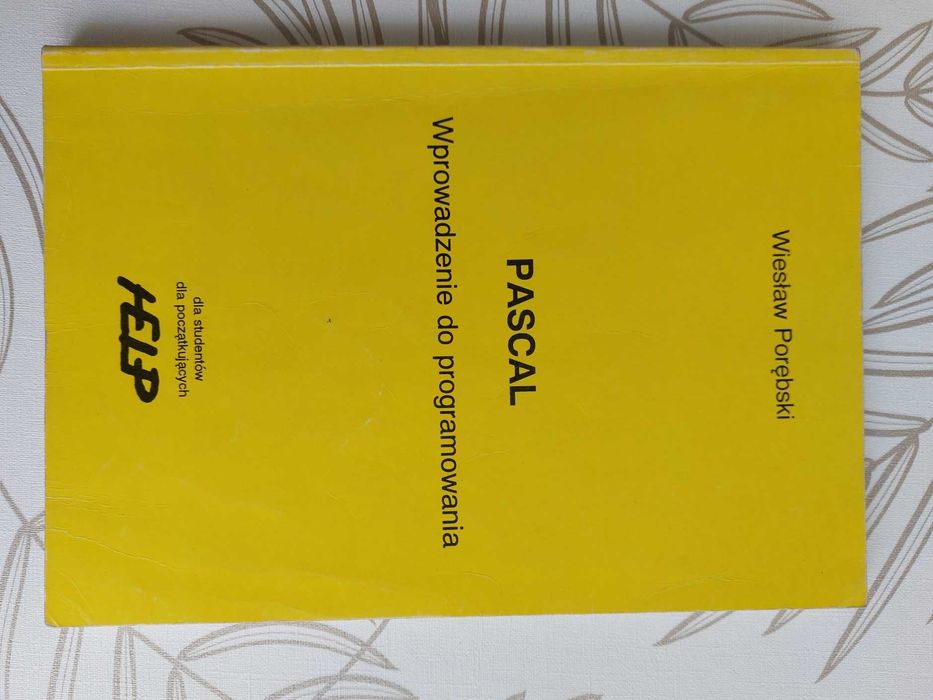 Wiesław Porębski
PASCAL
Wprowadzenie do programowania
dla studentów
dla początkujących
HELP